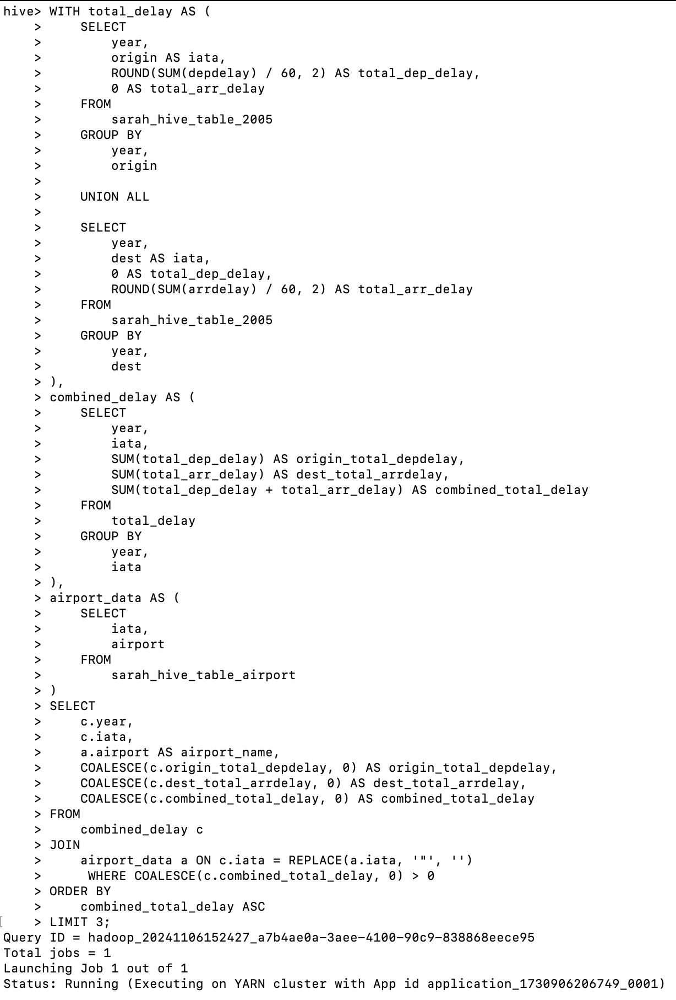 hive> WITH total_delay AS (
    >     SELECT
    >         year,
    >         origin AS iata,
    >         ROUND(SUM(depdelay) / 60, 2) AS total_dep_delay,
    >         0 AS total_arr_delay
    >     FROM
    >         sarah_hive_table_2005
    >     GROUP BY
    >         year,
    >         origin
    >
    >     UNION ALL
    >
    >     SELECT
    >         year,
    >         dest AS iata,
    >         0 AS total_dep_delay,
    >         ROUND(SUM(arrdelay) / 60, 2) AS total_arr_delay
    >     FROM
    >         sarah_hive_table_2005
    >     GROUP BY
    >         year,
    >         dest
    > ),
    > combined_delay AS (
    >     SELECT
    >         year,
    >         iata,
    >         SUM(total_dep_delay) AS origin_total_depdelay,
    >         SUM(total_arr_delay) AS dest_total_arrdelay,
    >         SUM(total_dep_delay + total_arr_delay) AS combined_total_delay
    >     FROM
    >         total_delay
    >     GROUP BY
    >         year,
    >         iata
    > ),
    > airport_data AS (
    >     SELECT
    >         iata,
    >         airport
    >     FROM
    >         sarah_hive_table_airport
    > )
    > SELECT
    >     c.year,
    >     c.iata,
    >     a.airport AS airport_name,
    >     COALESCE(c.origin_total_depdelay, 0) AS origin_total_depdelay,
    >     COALESCE(c.dest_total_arrdelay, 0) AS dest_total_arrdelay,
    >     COALESCE(c.combined_total_delay, 0) AS combined_total_delay
    > FROM
    >     combined_delay c
    > JOIN
    >     airport_data a ON c.iata = REPLACE(a.iata, '"', '')
    >      WHERE COALESCE(c.combined_total_delay, 0) > 0
    > ORDER BY
    >     combined_total_delay ASC
    > LIMIT 3;
Query ID = hadoop_20241106152427_a7b4ae0a-3aee-4100-90c9-838868eece95
Total jobs = 1
Launching Job 1 out of 1
Status: Running (Executing on YARN cluster with App id application_1730906206749_0001)